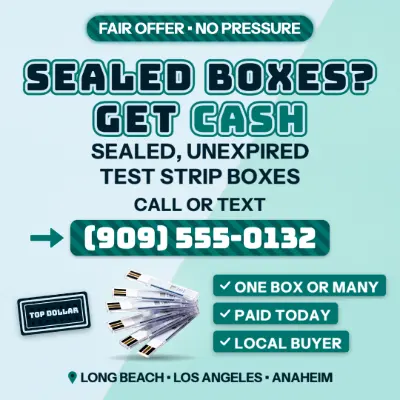 FAIR OFFER • NO PRESSURE
SEALED BOXES?
GET CASH
SEALED, UNEXPIRED
TEST STRIP BOXES
CALL OR TEXT
(909) 555-0132
TOP DOLLAR
ONE BOX OR MANY
PAID TODAY
LOCAL BUYER
LONG BEACH • LOS ANGELES • ANAHEIM